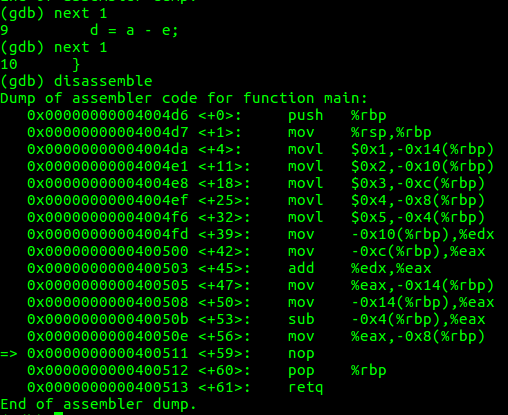 (gdb) next 1
9         d = a - e;
(gdb) next 1
10      }
(gdb) disassemble
Dump of assembler code for function main:
   0x00000000004004d6 <+0>:     push   %rbp
   0x00000000004004d7 <+1>:     mov    %rsp,%rbp
   0x00000000004004da <+4>:     movl   $0x1,-0x14(%rbp)
   0x00000000004004e1 <+11>:    movl   $0x2,-0x10(%rbp)
   0x00000000004004e8 <+18>:    movl   $0x3,-0xc(%rbp)
   0x00000000004004ef <+25>:    movl   $0x4,-0x8(%rbp)
   0x00000000004004f6 <+32>:    movl   $0x5,-0x4(%rbp)
   0x00000000004004fd <+39>:    mov    -0x10(%rbp),%edx
   0x0000000000400500 <+42>:    mov    -0xc(%rbp),%eax
   0x0000000000400503 <+45>:    add    %edx,%eax
   0x0000000000400505 <+47>:    mov    %eax,-0x14(%rbp)
   0x0000000000400508 <+50>:    mov    -0x14(%rbp),%eax
   0x000000000040050b <+53>:    sub    -0x4(%rbp),%eax
   0x000000000040050e <+56>:    mov    %eax,-0x8(%rbp)
=> 0x0000000000400511 <+59>:    nop
   0x0000000000400512 <+60>:    pop    %rbp
   0x0000000000400513 <+61>:    retq
End of assembler dump.